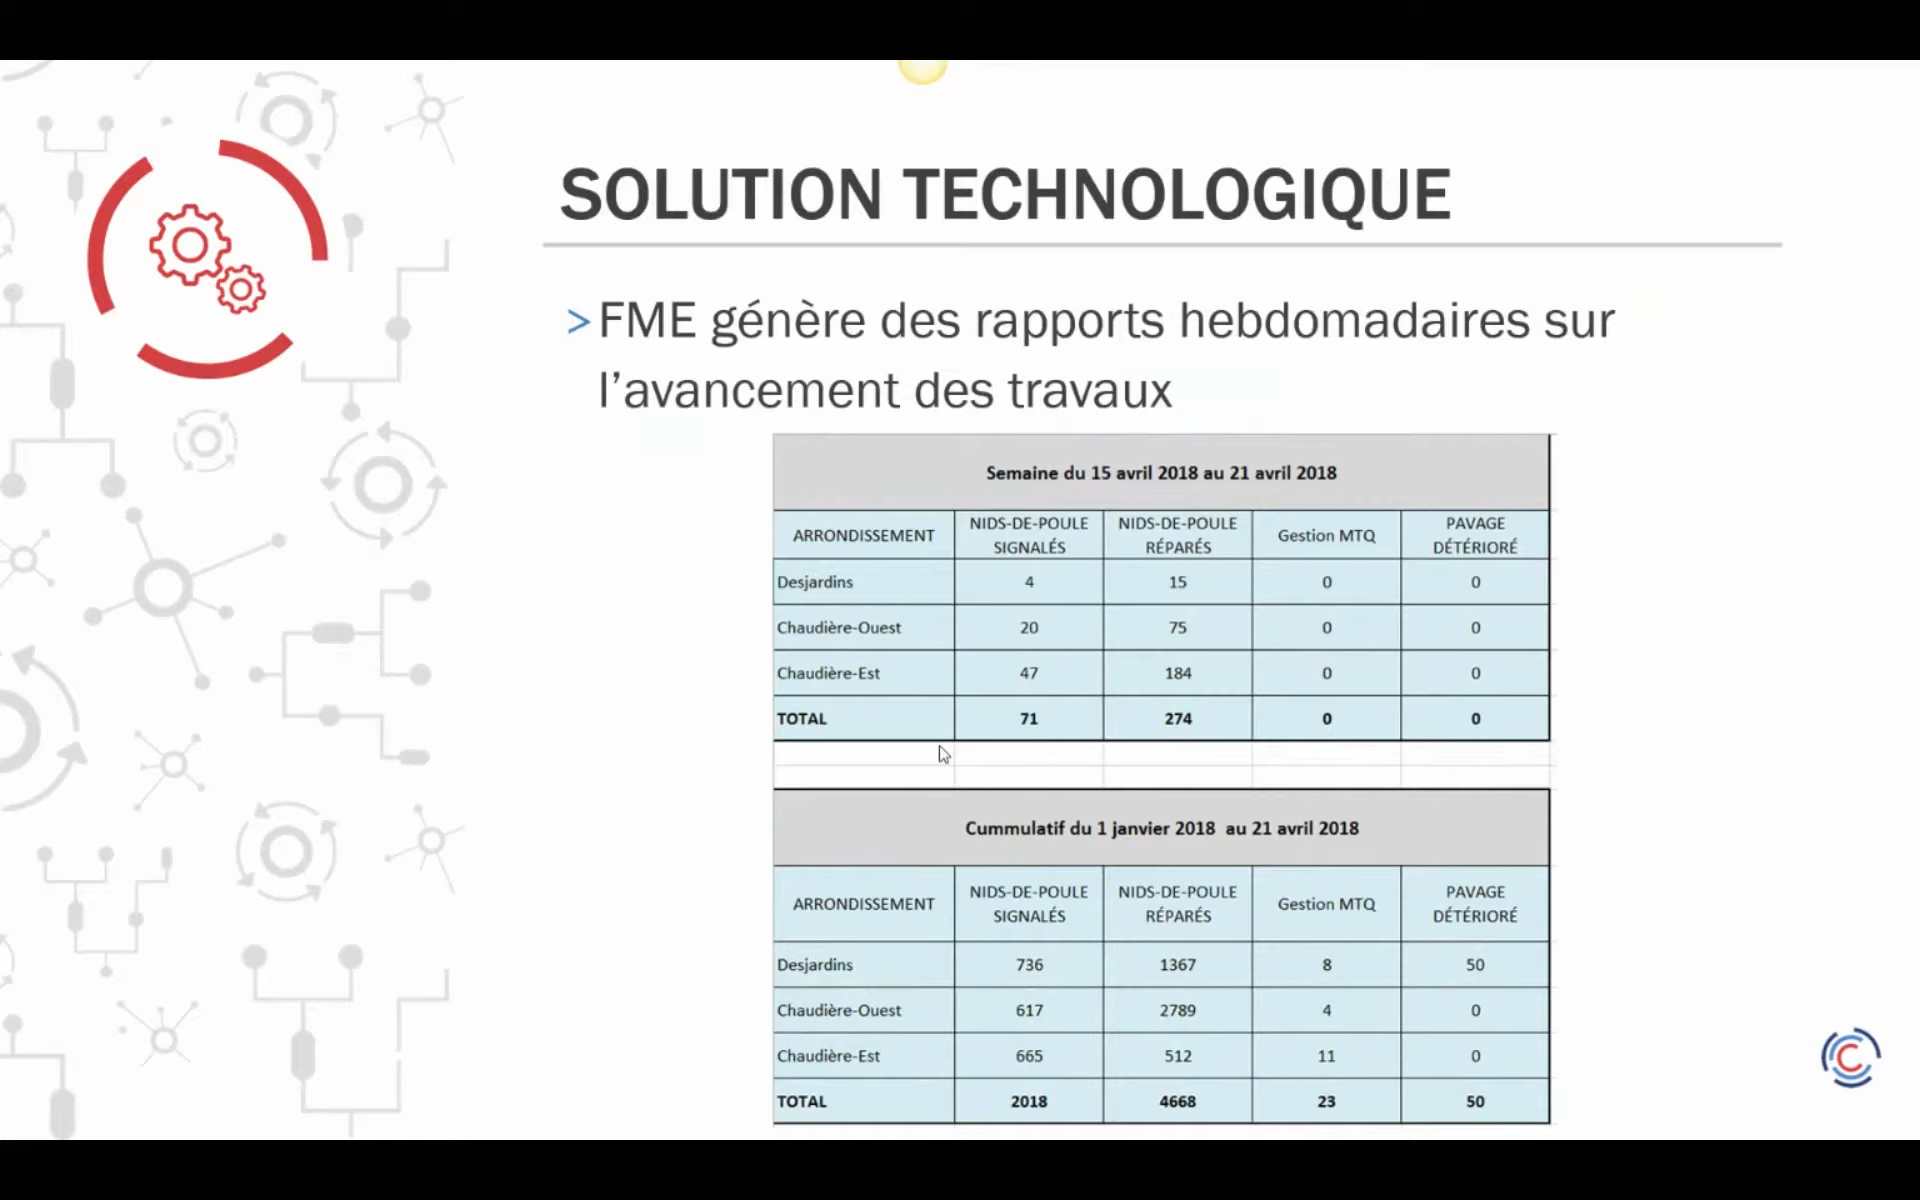 SOLUTION TECHNOLOGIQUE
> FME génère des rapports hebdomadaires sur
l’avancement des travaux
Semaine du 15 avril 2018 au 21 avril 2018
ARRONDISSEMENT NIDS-DE-POULE SIGNALÉS NIDS-DE-POULE RÉPARÉS Gestion MTQ PAVAGE DÉTÉRIORÉ
Desjardins 4 15 0 0
Chaudière-Ouest 20 75 0 0
Chaudière-Est 47 184 0 0
TOTAL 71 274 0 0
Cummulatif du 1 janvier 2018 au 21 avril 2018
ARRONDISSEMENT NIDS-DE-POULE SIGNALÉS NIDS-DE-POULE RÉPARÉS Gestion MTQ PAVAGE DÉTÉRIORÉ
Desjardins 736 1367 8 50
Chaudière-Ouest 617 2789 4 0
Chaudière-Est 665 512 11 0
TOTAL 2018 4668 23 50